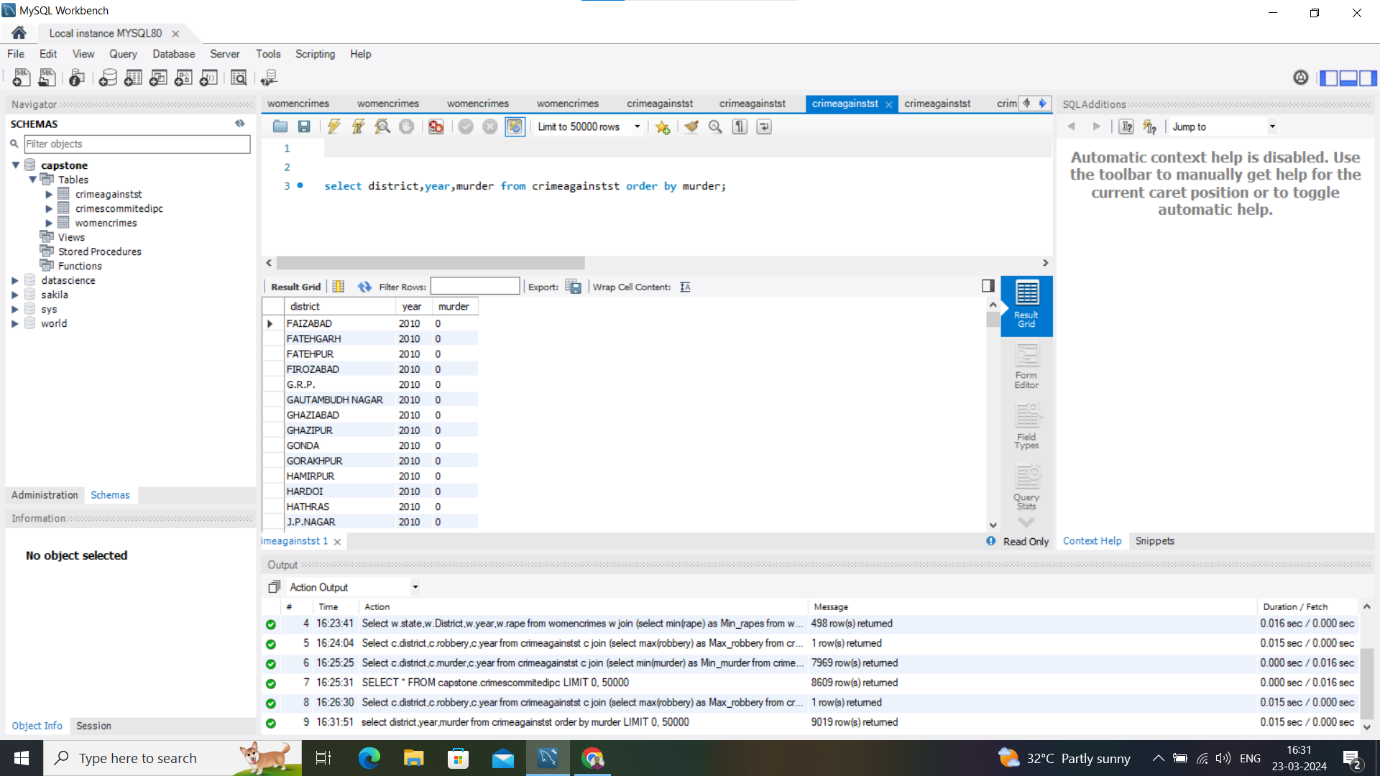 MySQL Workbench
Local instance MYSQL80
File Edit View Query Database Server Tools Scripting Help
Navigator
SCHEMAS
Filter objects
capstone
Tables
crimeagainstst
crimescommitedipc
womencrimes
Views
Stored Procedures
Functions
datascience
sakila
sys
world
Administration Schemas
Information
No object selected
Object Info Session
womencrimes womencrimes womencrimes womencrimes crimeagainstst crimeagainstst crimeagainstst crimeagainstst crim
Limit to 50000 rows
1
2
3 select district,year,murder from crimeagainstst order by murder;
Result Grid Filter Rows: Export: Wrap Cell Content:
district year murder
FAIZABAD 2010 0
FATEHGARH 2010 0
FATEHPUR 2010 0
FIROZABAD 2010 0
G.R.P. 2010 0
GAUTAMBUDH NAGAR 2010 0
GHAZIABAD 2010 0
GHAZIPUR 2010 0
GONDA 2010 0
GORAKHPUR 2010 0
HAMIRPUR 2010 0
HARDOI 2010 0
HATHRAS 2010 0
J.P.NAGAR 2010 0
Result
Grid
Form
Editor
Field
Types
Query
Stats
imeagainstst 1
Read Only
SQLAdditions
Jump to
Automatic context help is disabled. Use
the toolbar to manually get help for the
current caret position or to toggle
automatic help.
Context Help Snippets
Output
Action Output
# Time Action Message Duration / Fetch
4 16:23:41 Select w.state,w.District,w.year,w.rape from womencrimes w join (select min(rape) as Min_rapes from w... 498 row(s) returned 0.016 sec / 0.000 sec
5 16:24:04 Select c.district,c.robbery,c.year from crimeagainstst c join (select max(robbery) as Max_robbery from cr... 1 row(s) returned 0.015 sec / 0.000 sec
6 16:25:25 Select c.district,c.murder,c.year from crimeagainstst c join (select min(murder) as Min_murder from crime... 7969 row(s) returned 0.000 sec / 0.016 sec
7 16:25:31 SELECT * FROM capstone.crimescommitedipc LIMIT 0, 50000 8609 row(s) returned 0.000 sec / 0.016 sec
8 16:26:30 Select c.district,c.robbery,c.year from crimeagainstst c join (select max(robbery) as Max_robbery from cr... 1 row(s) returned 0.015 sec / 0.000 sec
9 16:31:51 select district,year,murder from crimeagainstst order by murder LIMIT 0, 50000 9019 row(s) returned 0.015 sec / 0.000 sec
Type here to search
32°C Partly sunny
ENG
16:31
23-03-2024
2